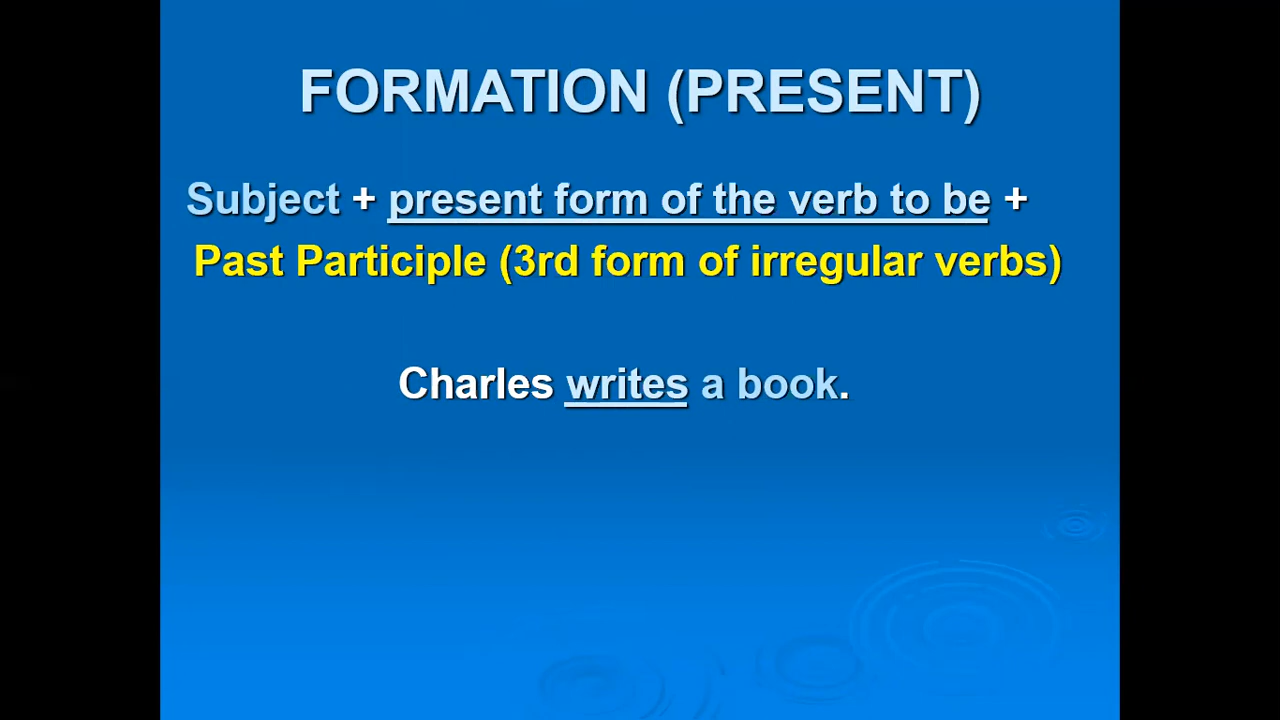 FORMATION (PRESENT)
Subject + present form of the verb to be +
Past Participle (3rd form of irregular verbs)
Charles writes a book.